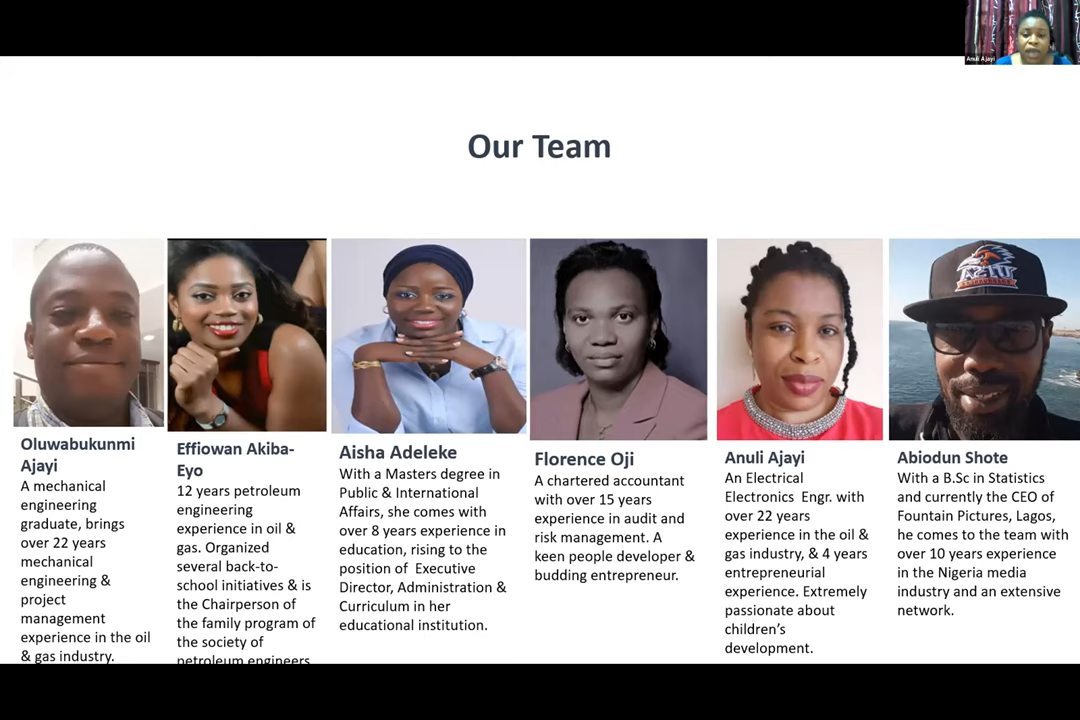 Anuli Ajayi
Our Team
Oluwabukunmi
Ajayi
A mechanical
engineering
graduate, brings
over 22 years
mechanical
engineering &
project
management
experience in the oil
& gas industry.
Effiowan Akiba-
Eyo
12 years petroleum
engineering
experience in oil &
gas. Organized
several back-to-
school initiatives & is
the Chairperson of
the family program of
the society of
petroleum engineers
Aisha Adeleke
With a Masters degree in
Public & International
Affairs, she comes with
over 8 years experience in
education, rising to the
position of Executive
Director, Administration &
Curriculum in her
educational institution.
Florence Oji
A chartered accountant
with over 15 years
experience in audit and
risk management. A
keen people developer &
budding entrepreneur.
Anuli Ajayi
An Electrical
Electronics Engr. with
over 22 years
experience in the oil &
gas industry, & 4 years
entrepreneurial
experience. Extremely
passionate about
children's
development.
Abiodun Shote
With a B.Sc in Statistics
and currently the CEO of
Fountain Pictures, Lagos,
he comes to the team with
over 10 years experience
in the Nigeria media
industry and an extensive
network.